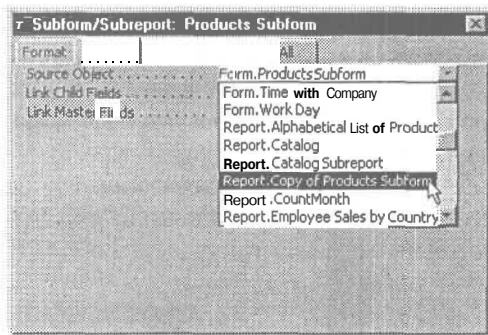 Subform/Subreport: Products Subform
Format All
Source Object . . . . . . . . . . Form.ProductsSubform
Link Child Fields . . . . . . . .
Link Master Fi ds . . . . . . .
Form.Time with Company
Form.Work Day
Report.Alphabetical List of Product
Report.Catalog
Report.Catalog Subreport
Report.Copy of Products Subform
Report .CountMonth
Report.Employee Sales by Country